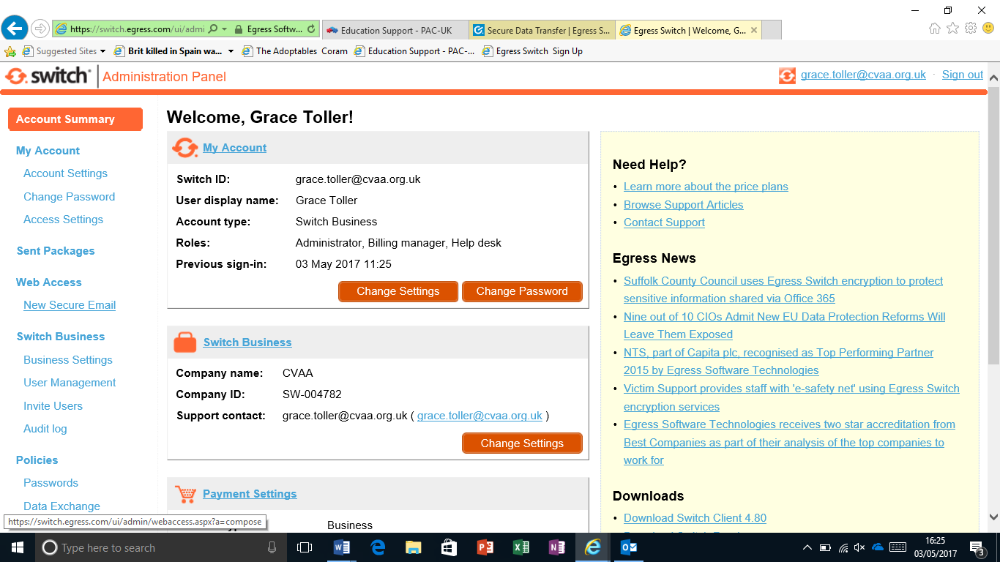 https://switch.egress.com/ui/admi
Egress Softw...
Education Support - PAC-UK
Secure Data Transfer | Egress S...
Egress Switch | Welcome, G...
Suggested Sites
Brit killed in Spain wa...
The Adoptables Coram
Education Support - PAC-...
Egress Switch Sign Up
switch
Administration Panel
grace.toller@cvaa.org.uk
Sign out
Account Summary
My Account
Account Settings
Change Password
Access Settings
Sent Packages
Web Access
New Secure Email
Switch Business
Business Settings
User Management
Invite Users
Audit log
Policies
Passwords
Data Exchange
https://switch.egress.com/ui/admin/webaccess.aspx?a=compose
Welcome, Grace Toller!
My Account
Switch ID: grace.toller@cvaa.org.uk
User display name: Grace Toller
Account type: Switch Business
Roles: Administrator, Billing manager, Help desk
Previous sign-in: 03 May 2017 11:25
Change Settings Change Password
Switch Business
Company name: CVAA
Company ID: SW-004782
Support contact: grace.toller@cvaa.org.uk ( grace.toller@cvaa.org.uk )
Change Settings
Payment Settings
Business
Need Help?
• Learn more about the price plans
• Browse Support Articles
• Contact Support
Egress News
• Suffolk County Council uses Egress Switch encryption to protect
sensitive information shared via Office 365
• Nine out of 10 CIOs Admit New EU Data Protection Reforms Will
Leave Them Exposed
• NTS, part of Capita plc, recognised as Top Performing Partner
2015 by Egress Software Technologies
• Victim Support provides staff with 'e-safety net' using Egress Switch
encryption services
• Egress Software Technologies receives two star accreditation from
Best Companies as part of their analysis of the top companies to
work for
Downloads
• Download Switch Client 4.80
Type here to search
16:25
03/05/2017
3